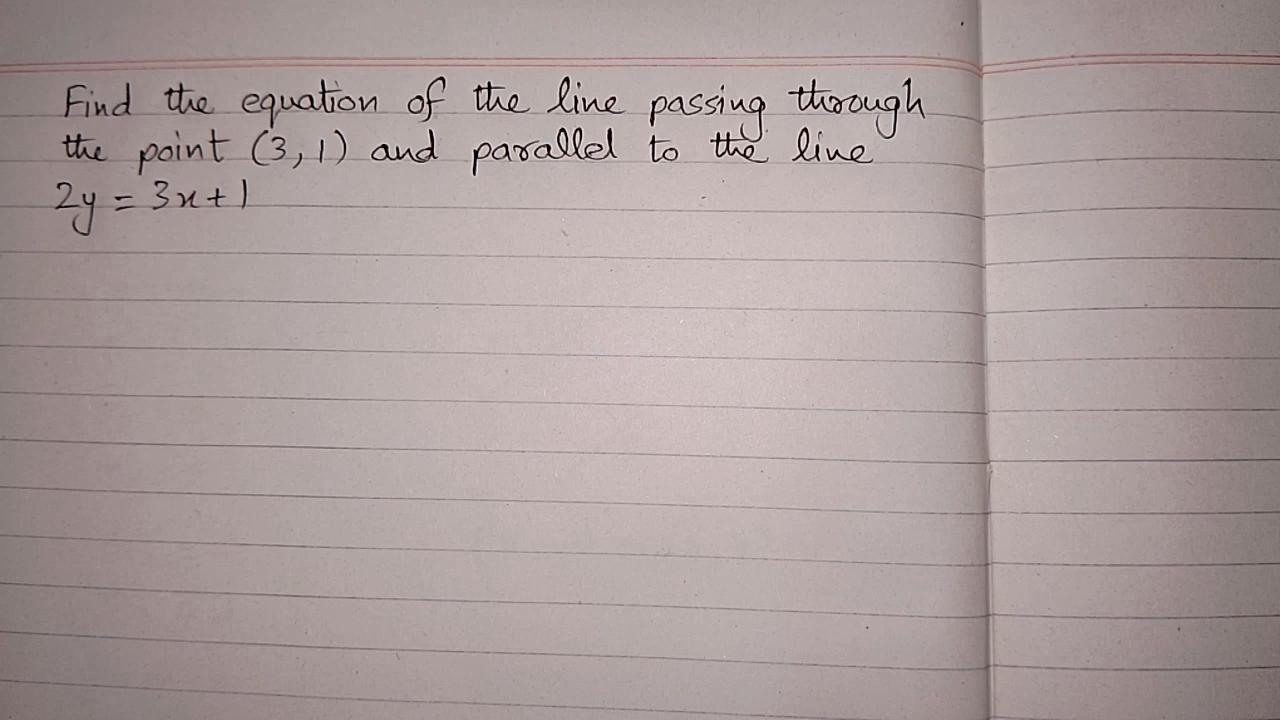 Find the equation of the line passing through
the point (3, 1) and parallel to the line
2y = 3x + 1